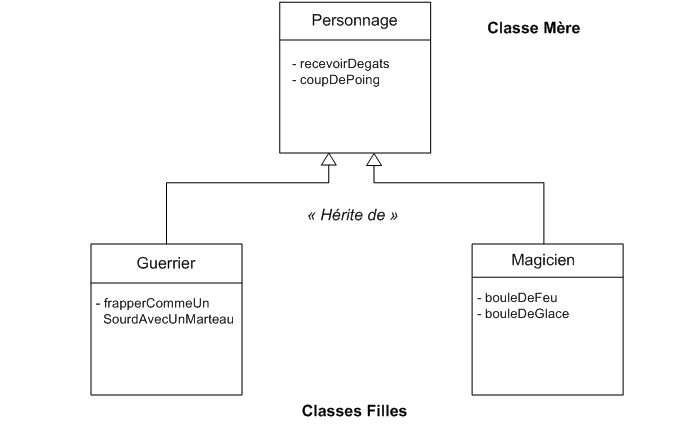 Personnage
Classe Mère
- recevoirDegats
- coupDePoing
« Hérite de »
Guerrier
- frapperCommeUn
SourdAvecUnMarteau
Magicien
- bouleDeFeu
- bouleDeGlace
Classes Filles